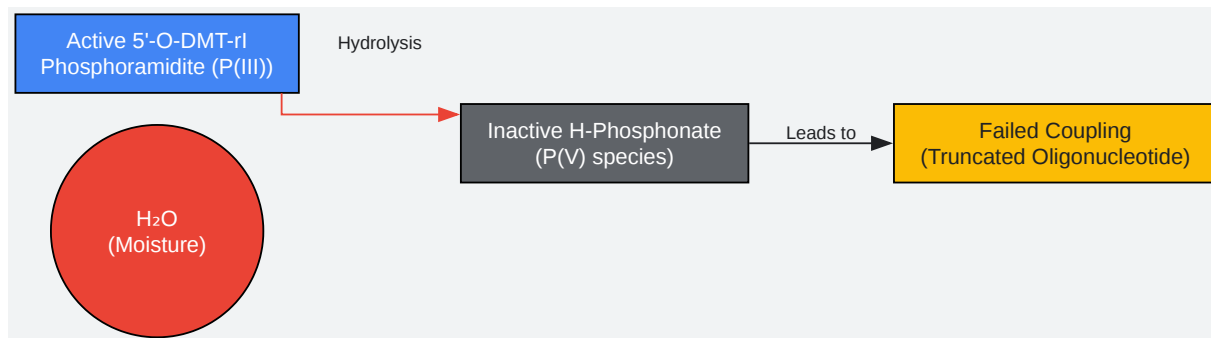 Active 5'-O-DMT-rI
Phosphoramidite (P(III))
Hydrolysis
H₂O
(Moisture)
Inactive H-Phosphonate
(P(V) species)
Leads to
Failed Coupling
(Truncated Oligonucleotide)